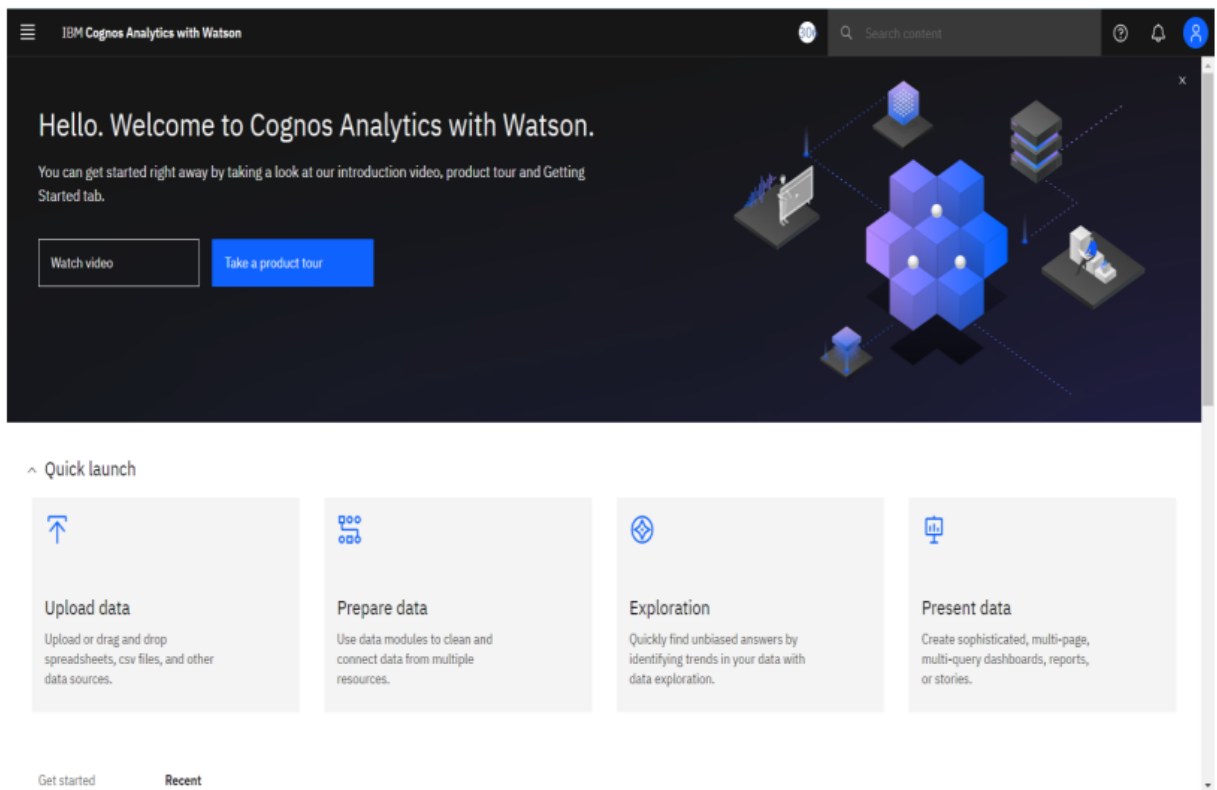 IBM Cognos Analytics with Watson
Search content
Hello. Welcome to Cognos Analytics with Watson.
You can get started right away by taking a look at our introduction video, product tour and Getting
Started tab.
Watch video
Take a product tour
Quick launch
Upload data
Upload or drag and drop
spreadsheets, csv files, and other
data sources.
Prepare data
Use data modules to clean and
connect data from multiple
resources.
Exploration
Quickly find unbiased answers by
identifying trends in your data with
data exploration.
Present data
Create sophisticated, multi-page,
multi-query dashboards, reports,
or stories.
Get started
Recent